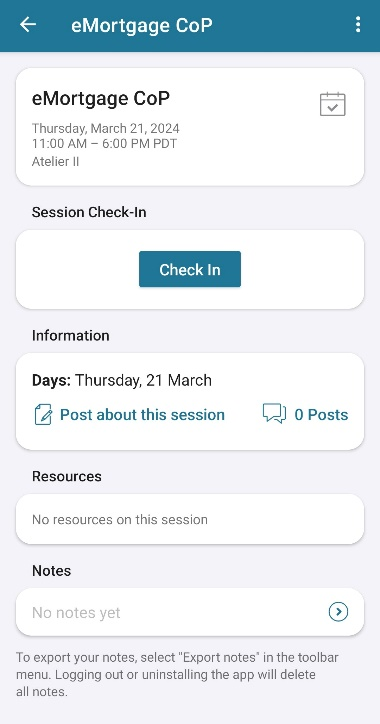 eMortgage CoP
eMortgage CoP
Thursday, March 21, 2024
11:00 AM – 6:00 PM PDT
Atelier II
Session Check-In
Check In
Information
Days: Thursday, 21 March
Post about this session
0 Posts
Resources
No resources on this session
Notes
No notes yet
To export your notes, select "Export notes" in the toolbar
menu. Logging out or uninstalling the app will delete
all notes.